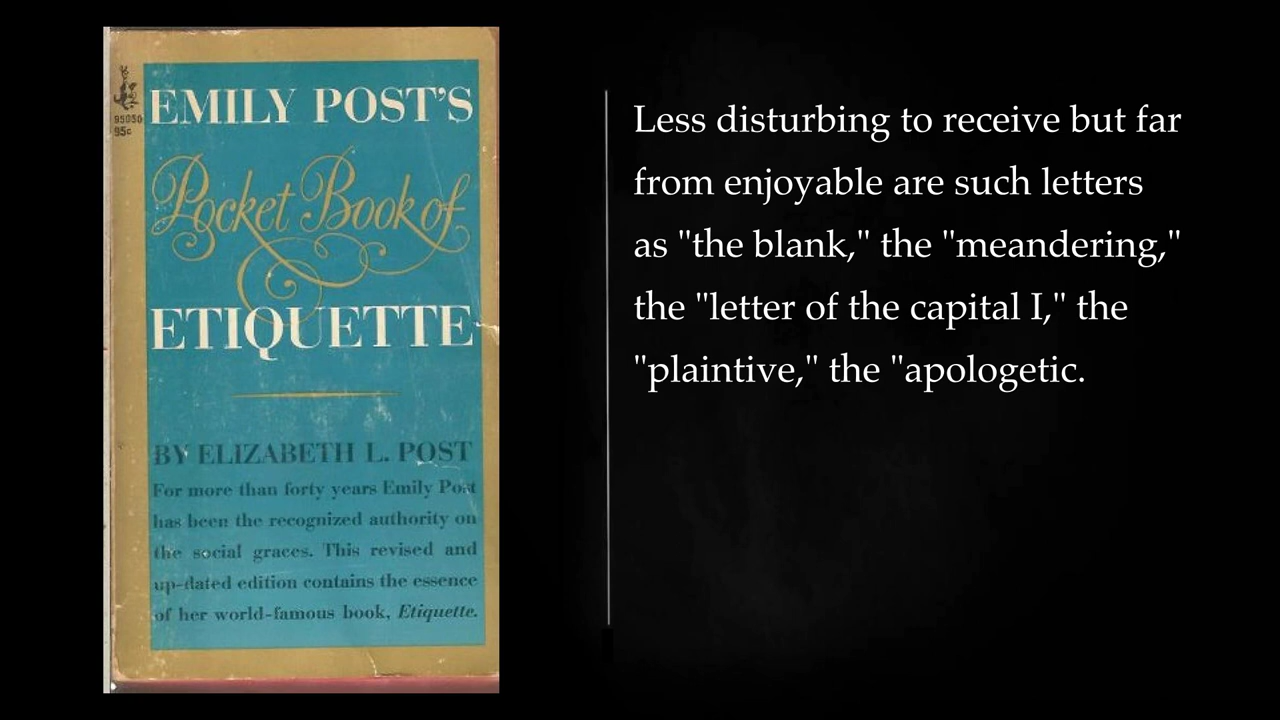 EMILY POST'S
95050
95c
Pocket Book of
ETIQUETTE
BY ELIZABETH L. POST
For more than forty years Emily Post
has been the recognized authority on
the social graces. This revised and
up-dated edition contains the essence
of her world-famous book, Etiquette.
Less disturbing to receive but far
from enjoyable are such letters
as "the blank," the "meandering,"
the "letter of the capital I," the
"plaintive," the "apologetic.